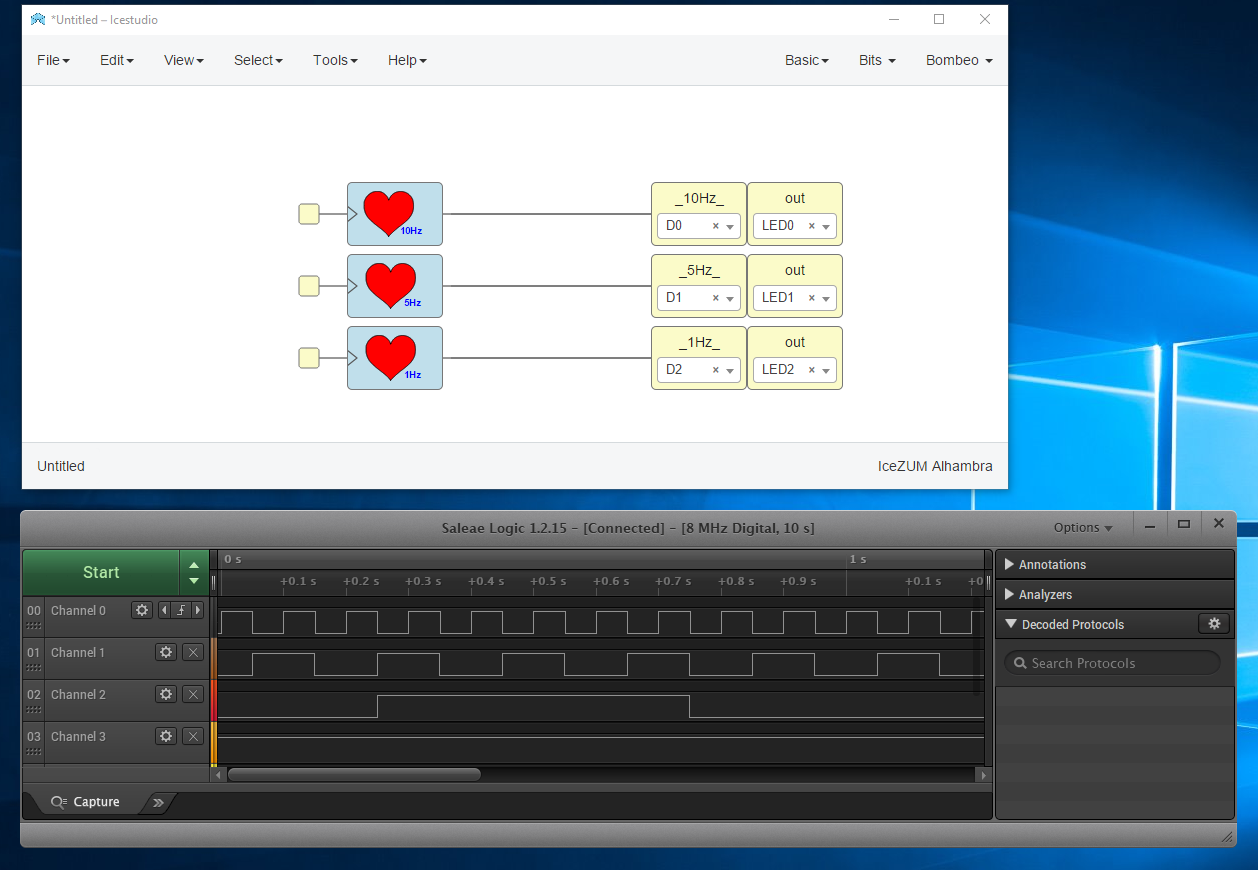 *Untitled – Icestudio
File Edit View Select Tools Help Basic Bits Bombeo
10Hz
_10Hz_ out
D0 × LED0 ×
5Hz
_5Hz_ out
D1 × LED1 ×
1Hz
_1Hz_ out
D2 × LED2 ×
Untitled IceZUM Alhambra
Saleae Logic 1.2.15 – [Connected] – [8 MHz Digital, 10 s] Options
Start
0 s 1 s
+0.1 s +0.2 s +0.3 s +0.4 s +0.5 s +0.6 s +0.7 s +0.8 s +0.9 s +0.1 s +0
00 Channel 0
01 Channel 1
02 Channel 2
03 Channel 3
Annotations
Analyzers
Decoded Protocols
Search Protocols
Capture